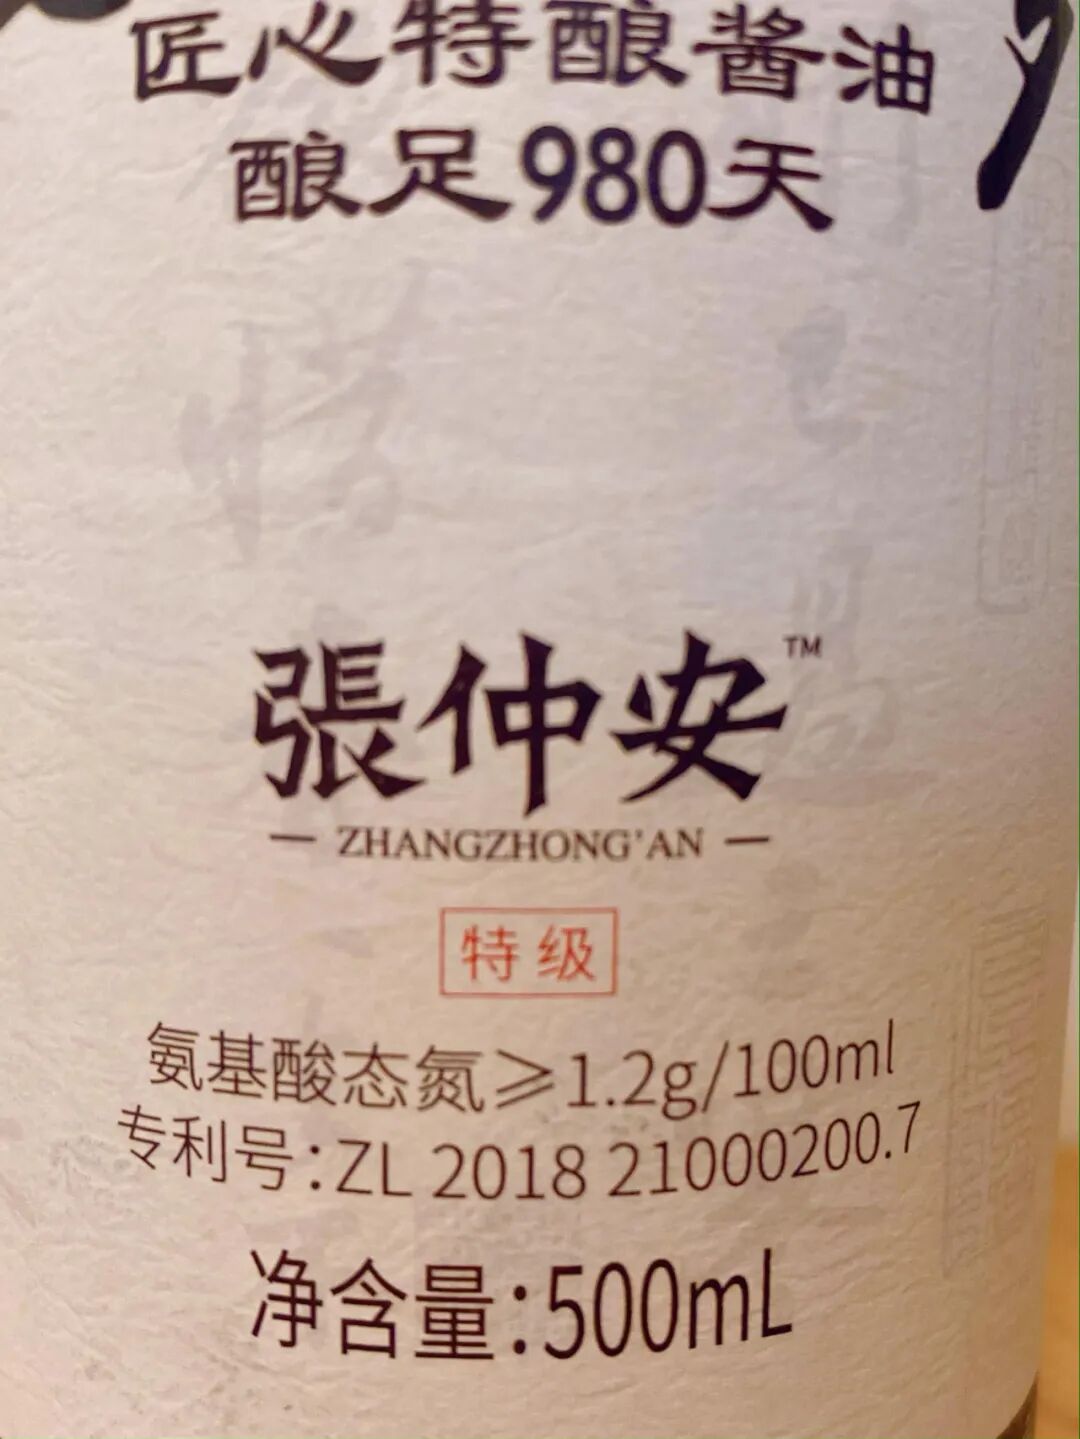 匠心特酿酱油
酿足980天
張仲安™
— ZHANGZHONG'AN —
特级
氨基酸态氮≥1.2g/100ml
专利号:ZL 2018 21000200.7
净含量:500mL